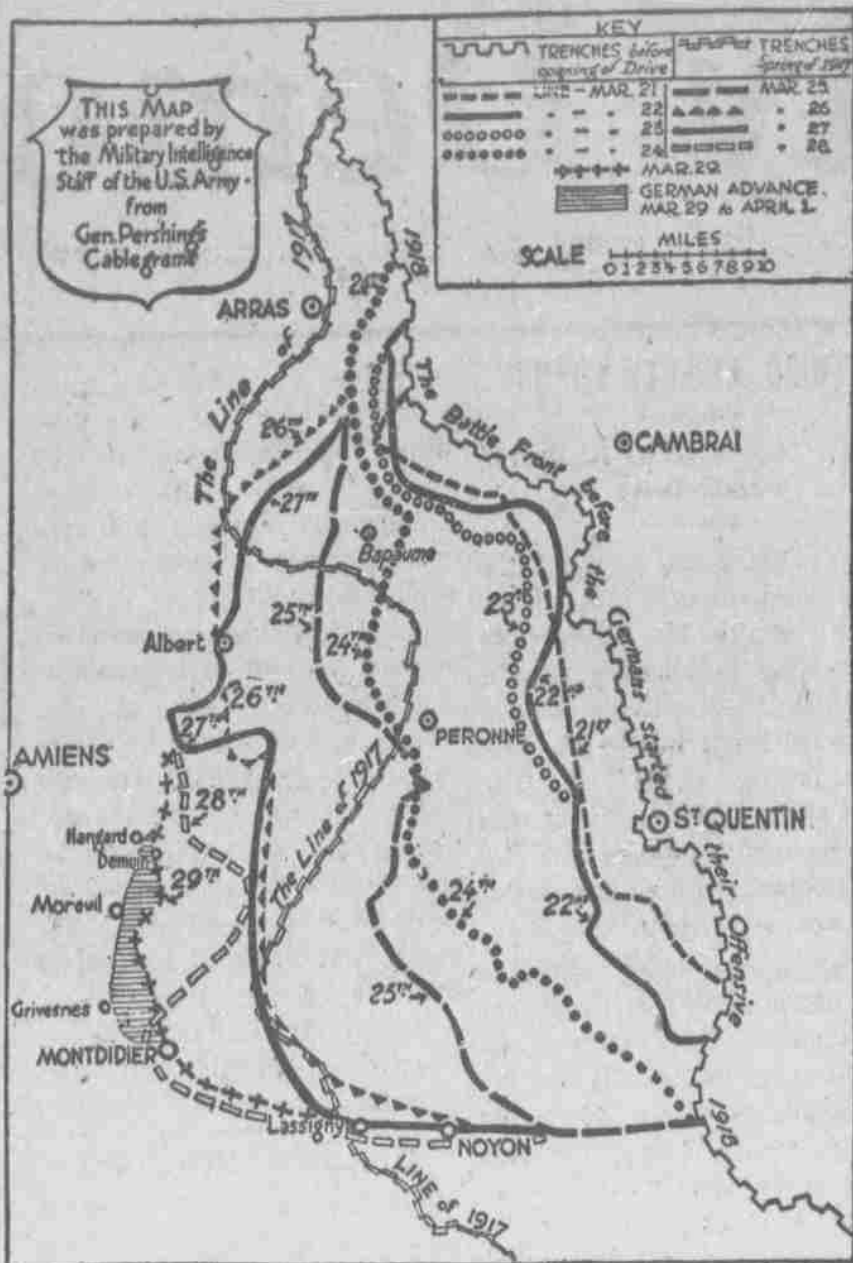 THIS MAP
was prepared by
the Military Intelligence
Staff of the U.S. Army.
from
Gen. Pershing's
Cablegrams
KEY
TRENCHES before
opening of Drive
TRENCHES
Spring of 1917
LINE - MAR. 21
" - " - " 22
" - " - " 23
" - " - " 24
MAR. 25
" 26
" 27
" 28
MAR. 29
GERMAN ADVANCE.
MAR. 29 to APRIL 1.
SCALE
MILES
0 1 2 3 4 5 6 7 8 9 10
The Line of 1917
1918
ARRAS
The Battle Front before the Germans started their Offensive
CAMBRAI
26TH
27TH
Bapaume
25TH
24TH
23RD
Albert
22ND
21ST
26TH
27TH
PERONNE
AMIENS
28TH
The Line of 1917
ST QUENTIN
Hangard
Demuin
29TH
24TH
22ND
Moreuil
25TH
Grivesnes
MONTDIDIER
1918
Lassigny
NOYON
LINE of 1917